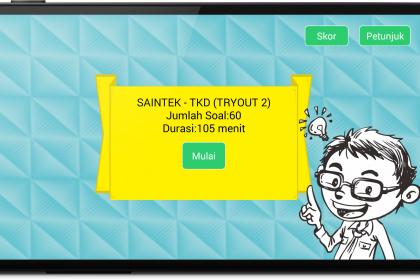 Skor
Petunjuk
SAINTEK - TKD (TRYOUT 2)
Jumlah Soal:60
Durasi:105 menit
Mulai